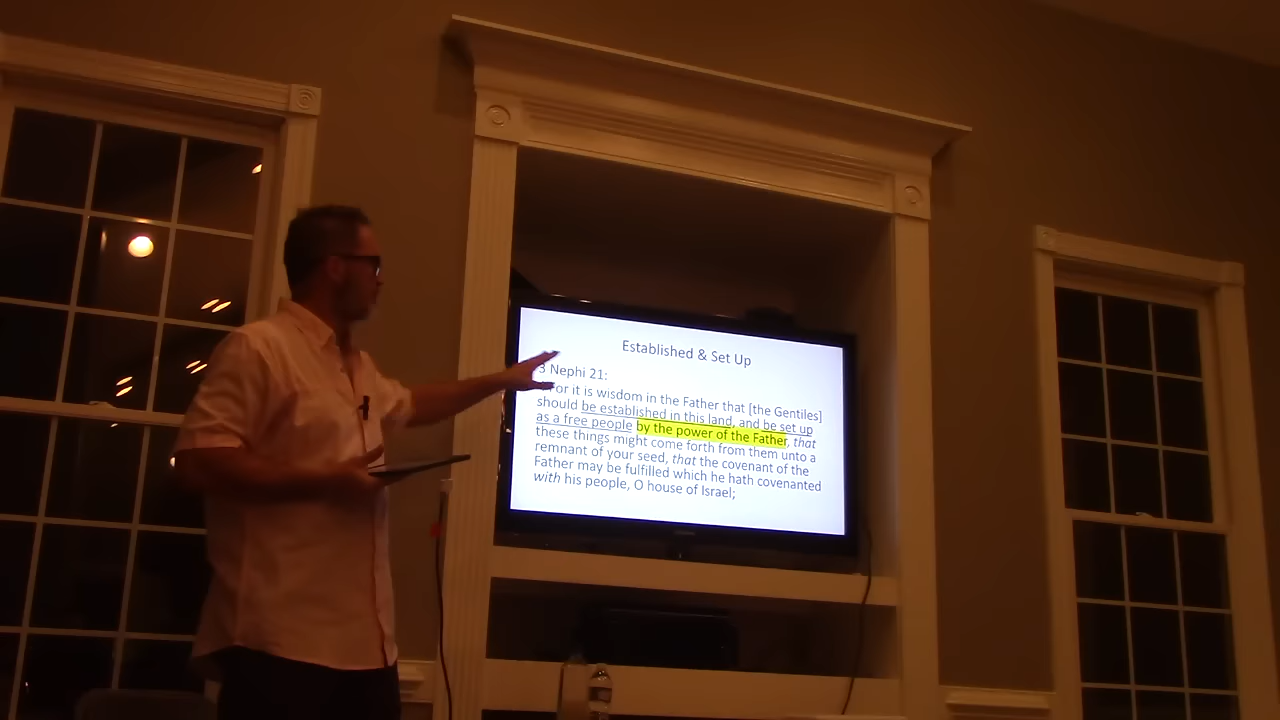 Established & Set Up
3 Nephi 21:
For it is wisdom in the Father that [the Gentiles]
should be established in this land, and be set up
as a free people by the power of the Father, that
these things might come forth from them unto a
remnant of your seed, that the covenant of the
Father may be fulfilled which he hath covenanted
with his people, O house of Israel;